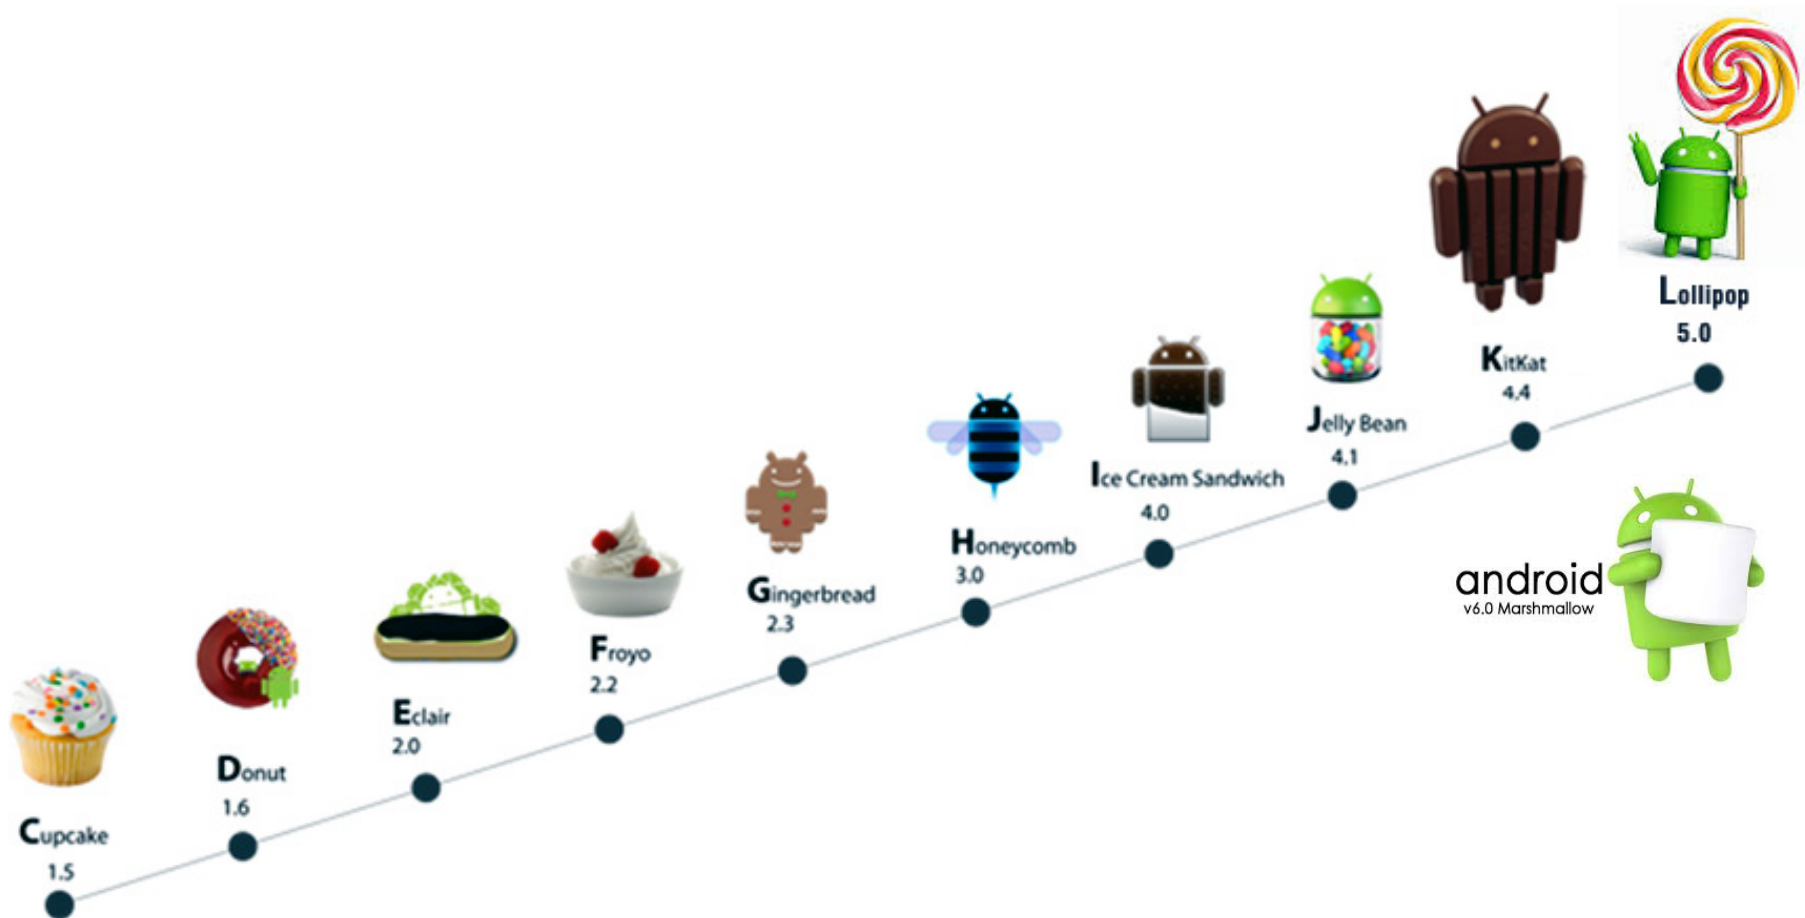 Cupcake
1.5
Donut
1.6
Eclair
2.0
Froyo
2.2
Gingerbread
2.3
Honeycomb
3.0
Ice Cream Sandwich
4.0
Jelly Bean
4.1
KitKat
4.4
Lollipop
5.0
android
v6.0 Marshmallow